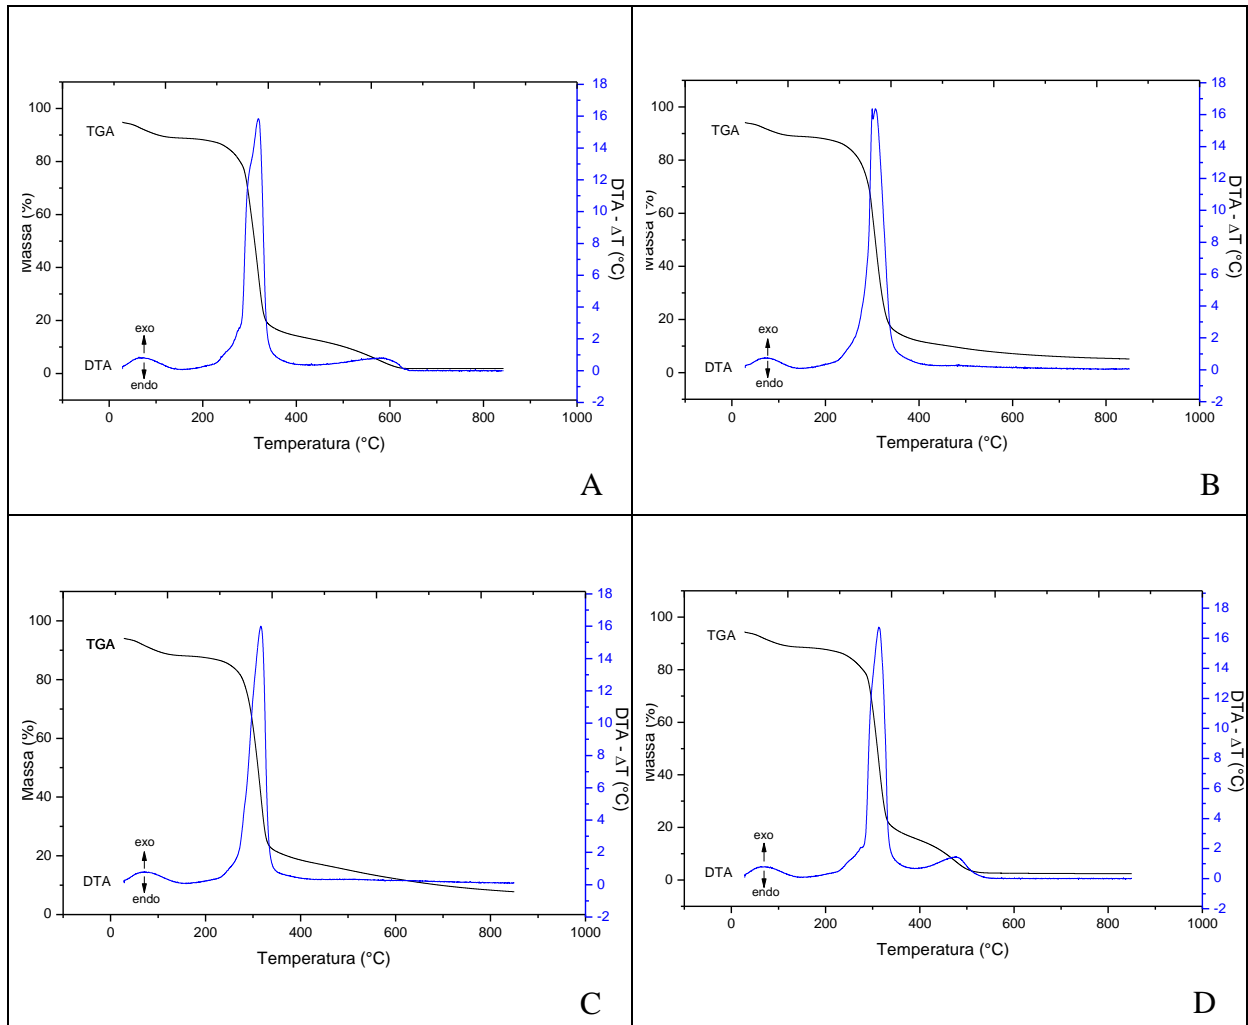 18
16
14
12
10
8
6
4
2
0
-2
100
80
60
40
20
0
TGA
DTA
exo
endo
Massa (%)
DTA - ΔT (°C)
0 200 400 600 800 1000
Temperatura (°C)
A
18
16
14
12
10
8
6
4
2
0
-2
100
80
60
40
20
0
TGA
DTA
exo
endo
Massa (%)
DTA - ΔT (°C)
0 200 400 600 800 1000
Temperatura (°C)
B
18
16
14
12
10
8
6
4
2
0
-2
100
80
60
40
20
0
TGA
DTA
exo
endo
Massa (%)
DTA - ΔT (°C)
0 200 400 600 800 1000
Temperatura (°C)
C
18
16
14
12
10
8
6
4
2
0
-2
100
80
60
40
20
0
TGA
DTA
exo
endo
Massa (%)
DTA - ΔT (°C)
0 200 400 600 800 1000
Temperatura (°C)
D